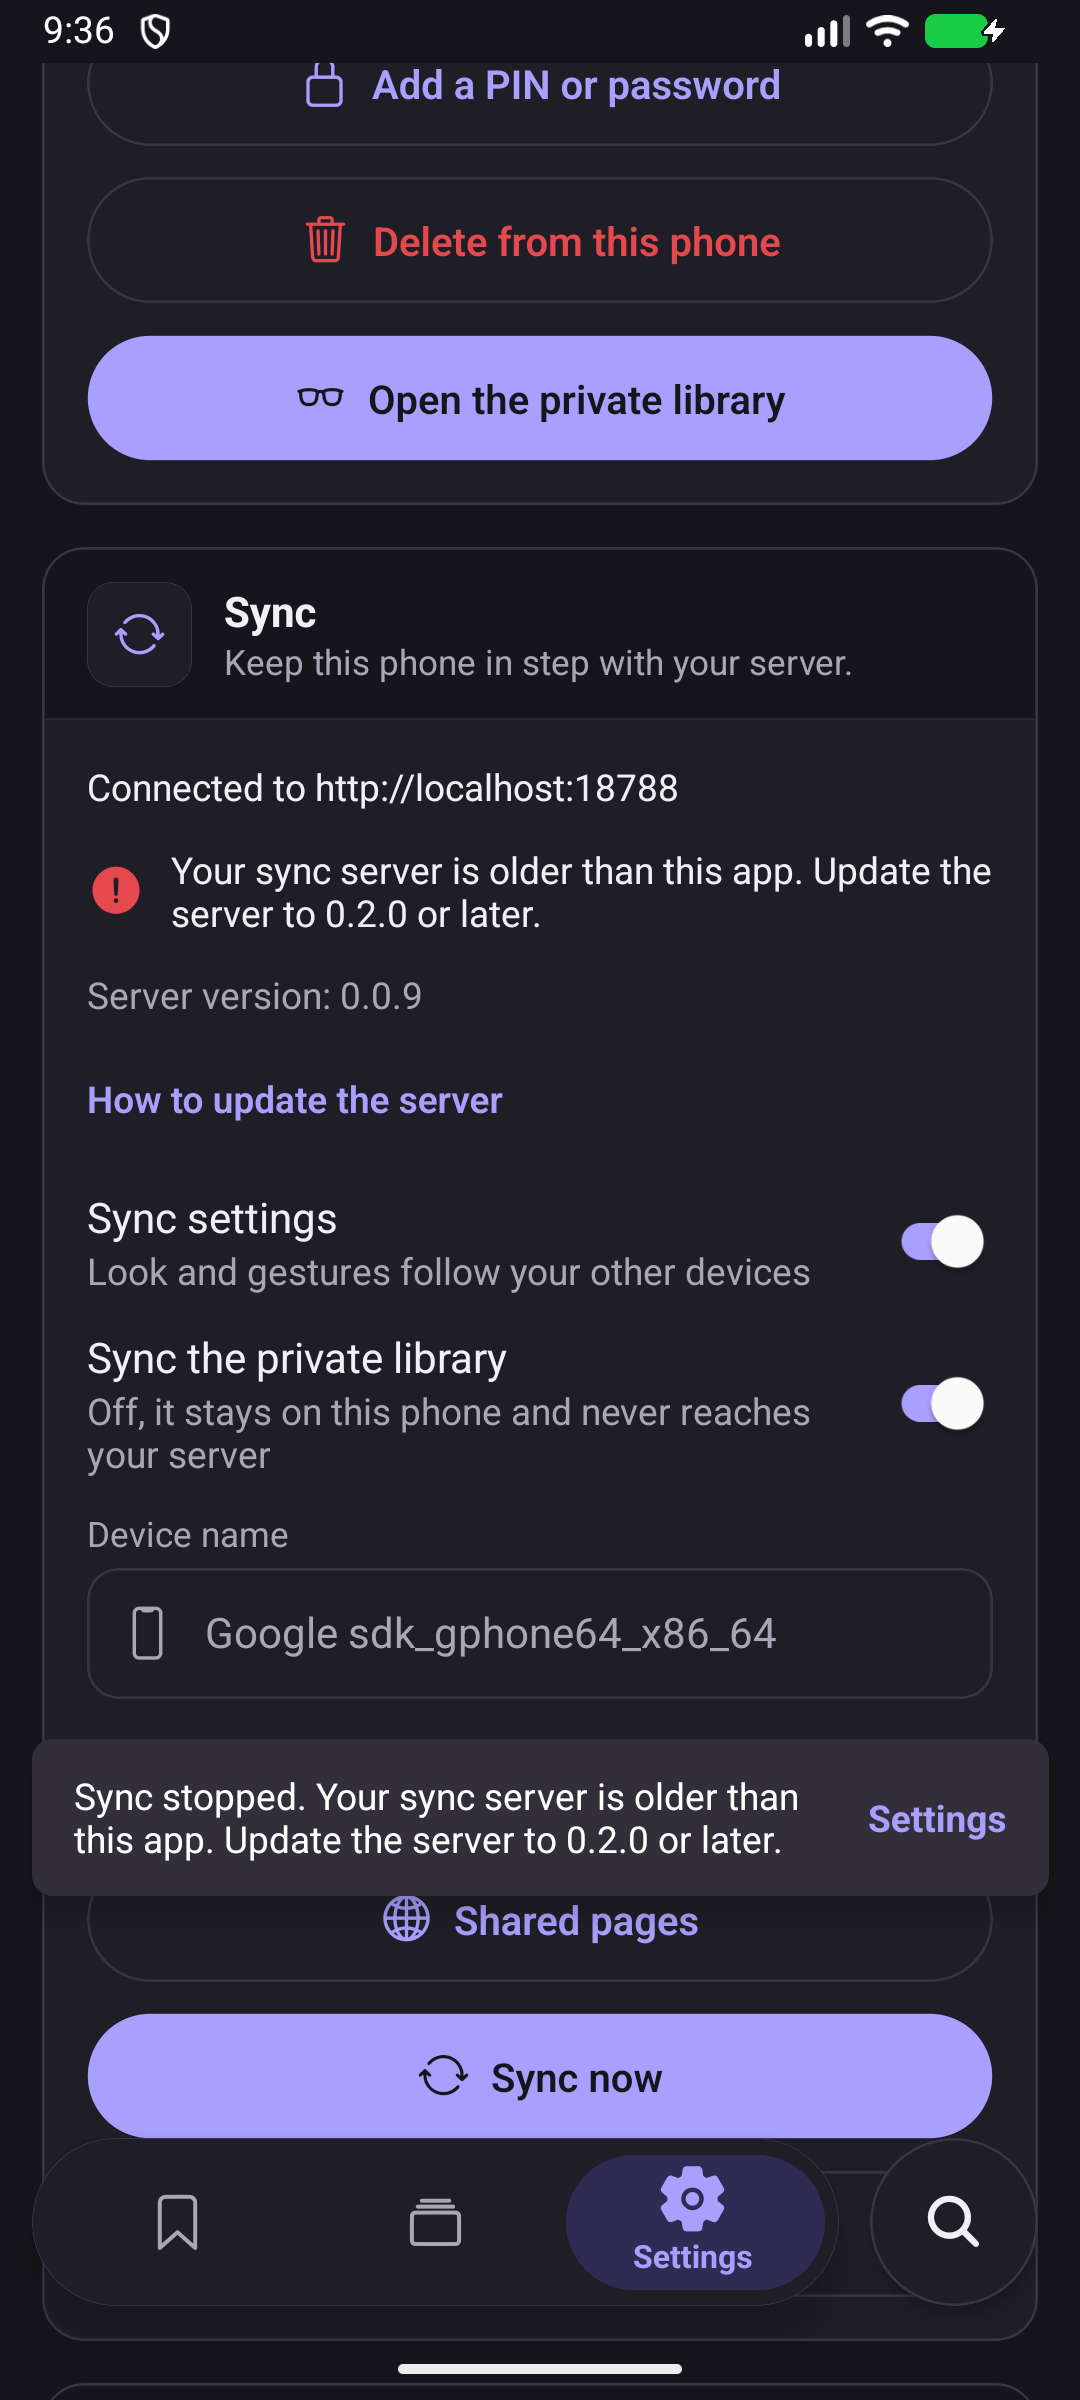 9:36
Add a PIN or password
Delete from this phone
Open the private library
Sync
Keep this phone in step with your server.
Connected to http://localhost:18788
Your sync server is older than this app. Update the
server to 0.2.0 or later.
Server version: 0.0.9
How to update the server
Sync settings
Look and gestures follow your other devices
Sync the private library
Off, it stays on this phone and never reaches
your server
Device name
Google sdk_gphone64_x86_64
Sync stopped. Your sync server is older than
this app. Update the server to 0.2.0 or later.
Settings
Shared pages
Sync now
Settings